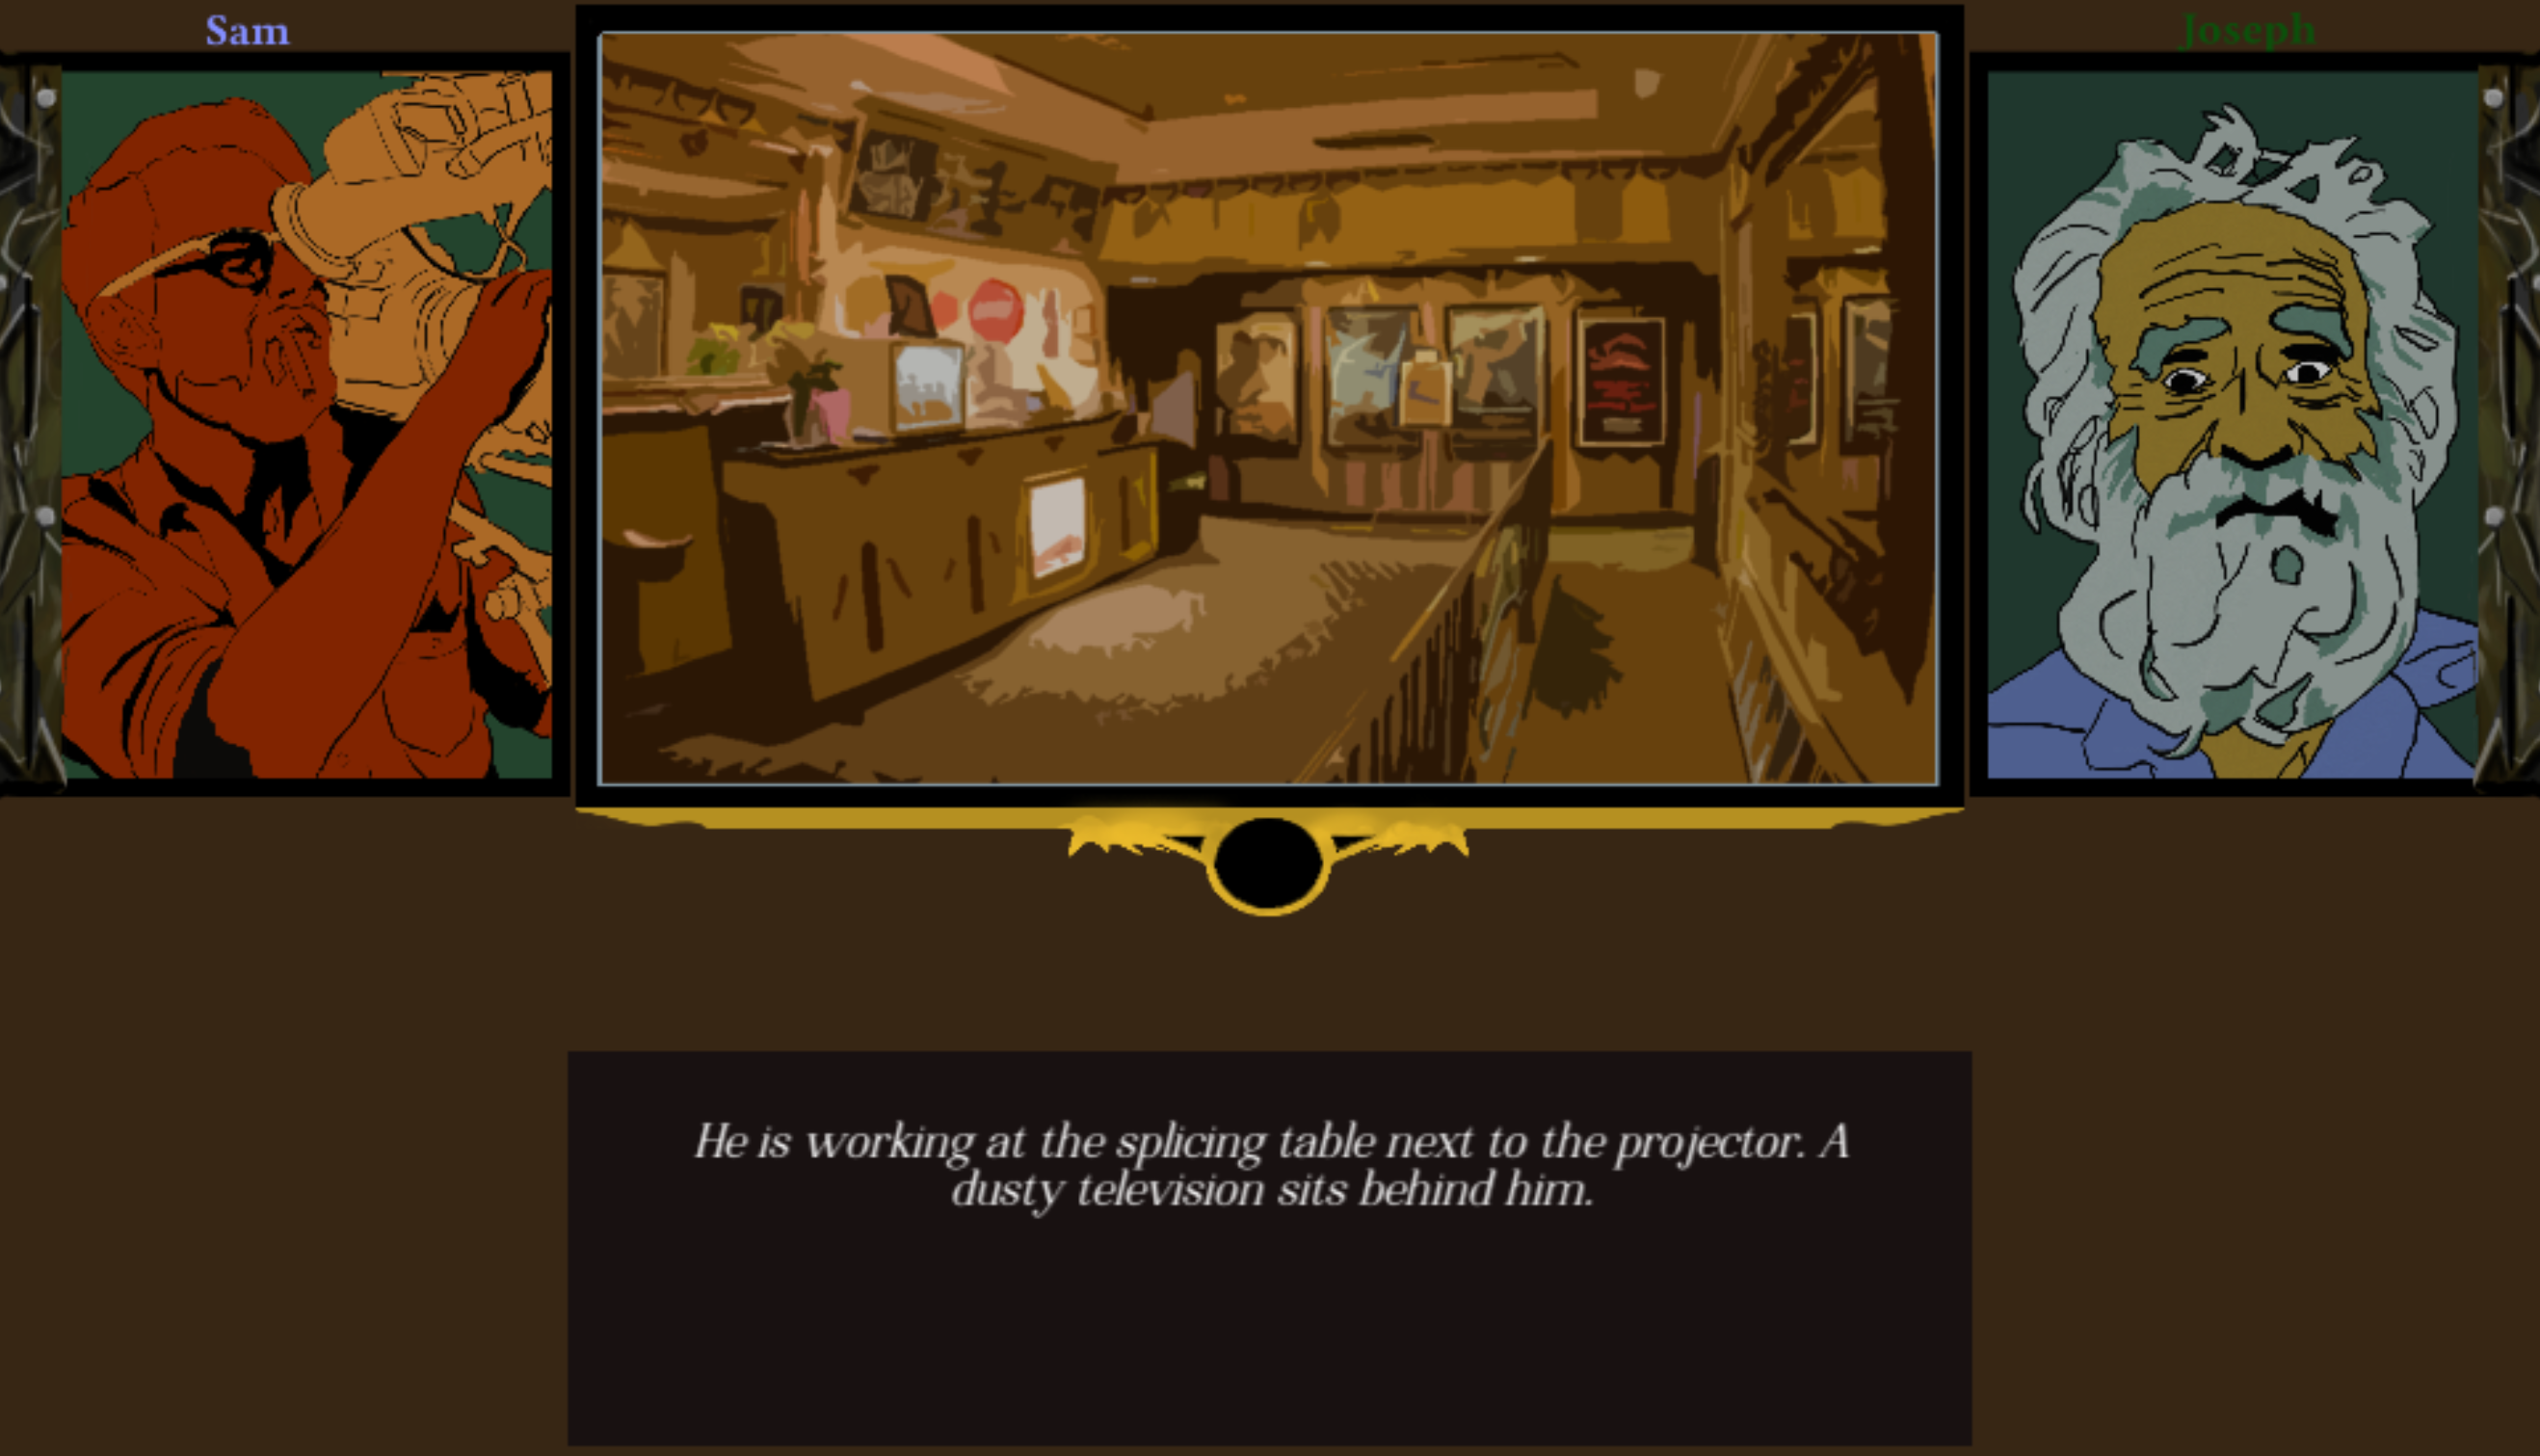 Sam
Joseph
He is working at the splicing table next to the projector. A
dusty television sits behind him.